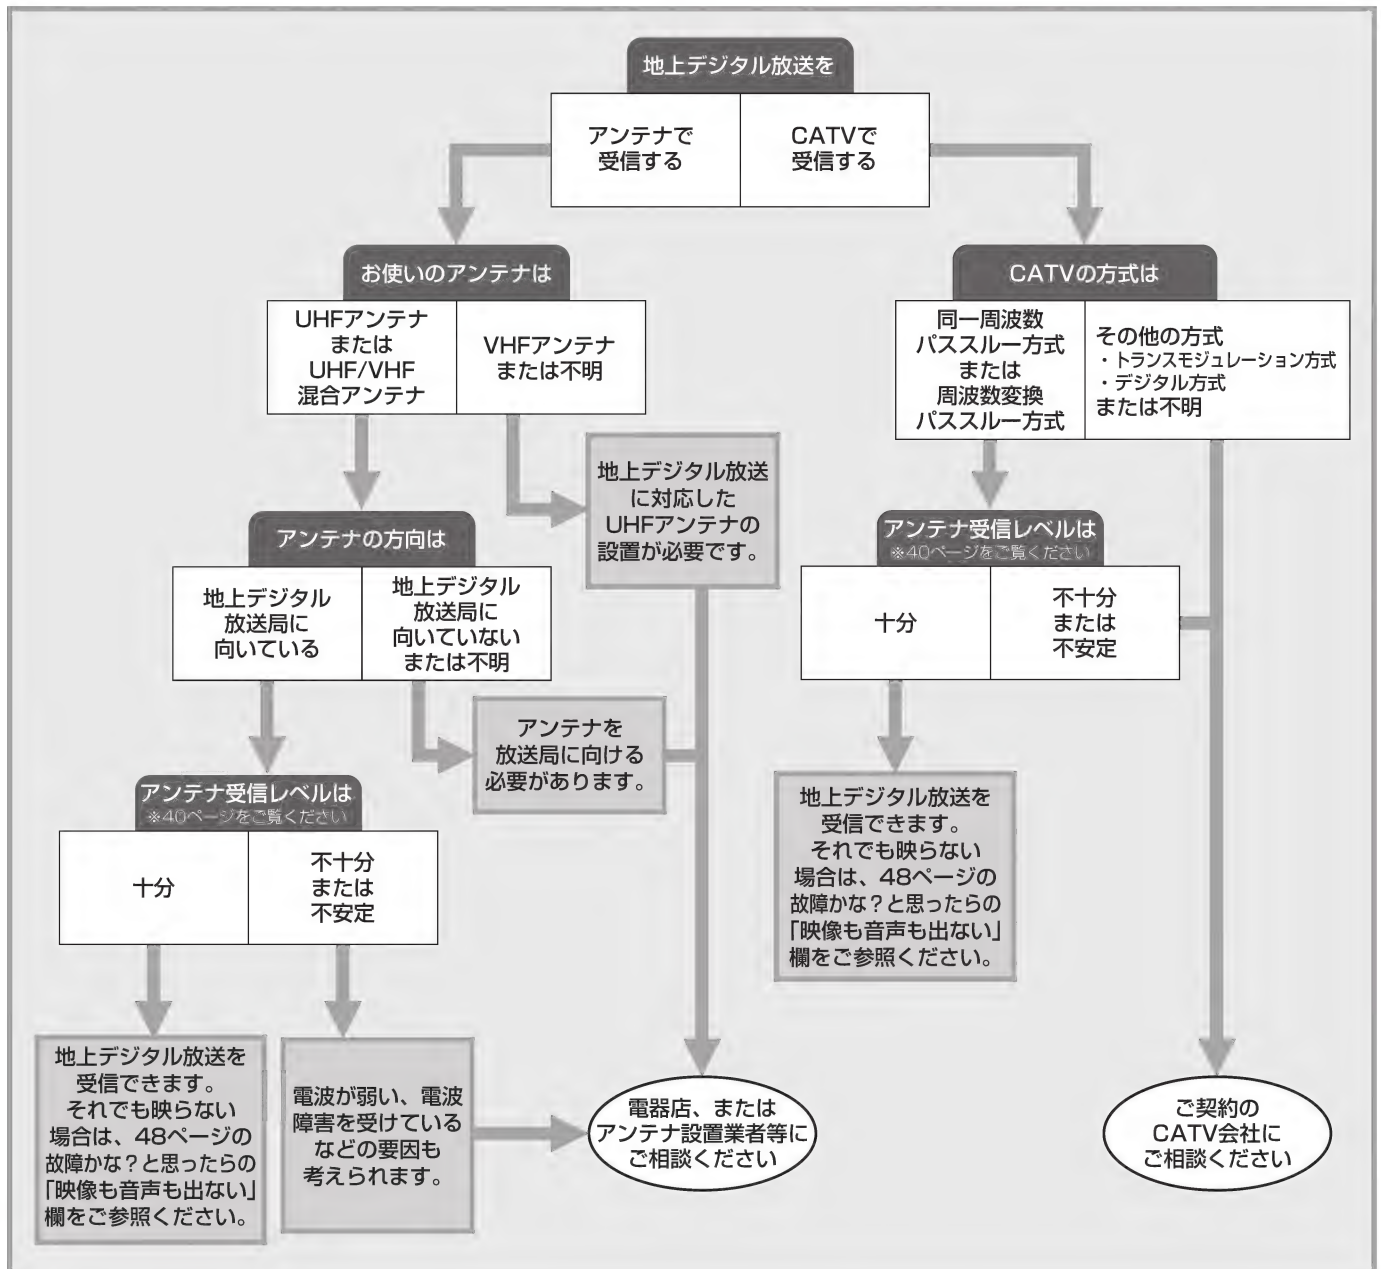 地上デジタル放送を
アンテナで
受信する
CATVで
受信する
お使いのアンテナは
UHFアンテナ
または
UHF/VHF
混合アンテナ
VHFアンテナ
または不明
CATVの方式は
同一周波数
パススルー方式
または
周波数変換
パススルー方式
その他の方式
・トランスモジュレーション方式
・デジタル方式
または不明
地上デジタル放送
に対応した
UHFアンテナの
設置が必要です。
アンテナの方向は
地上デジタル
放送局に
向いている
地上デジタル
放送局に
向いていない
または不明
アンテナ受信レベルは
※40ページをご覧ください
十分
不十分
または
不安定
アンテナを
放送局に向ける
必要があります。
アンテナ受信レベルは
※40ページをご覧ください
十分
不十分
または
不安定
地上デジタル放送を
受信できます。
それでも映らない
場合は、48ページの
故障かな?と思ったらの
「映像も音声も出ない」
欄をご参照ください。
地上デジタル放送を
受信できます。
それでも映らない
場合は、48ページの
故障かな?と思ったらの
「映像も音声も出ない」
欄をご参照ください。
電波が弱い、電波
障害を受けている
などの要因も
考えられます。
電器店、または
アンテナ設置業者等に
ご相談ください
ご契約の
CATV会社に
ご相談ください